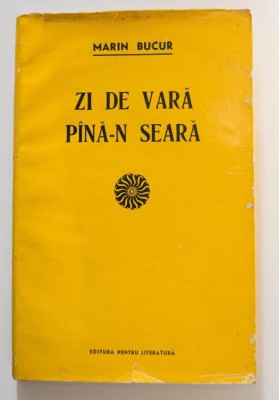 MARIN BUCUR
ZI DE VARĂ
PÎNĂ-N SEARĂ
EDITURA PENTRU LITERATURĂ